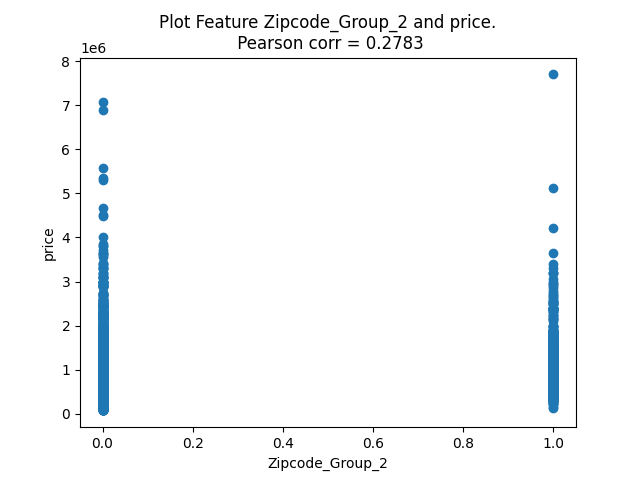 Plot Feature Zipcode_Group_2 and price.
Pearson corr = 0.2783
1e6
8
7
6
5
4
3
2
1
0
price
0.0 0.2 0.4 0.6 0.8 1.0
Zipcode_Group_2